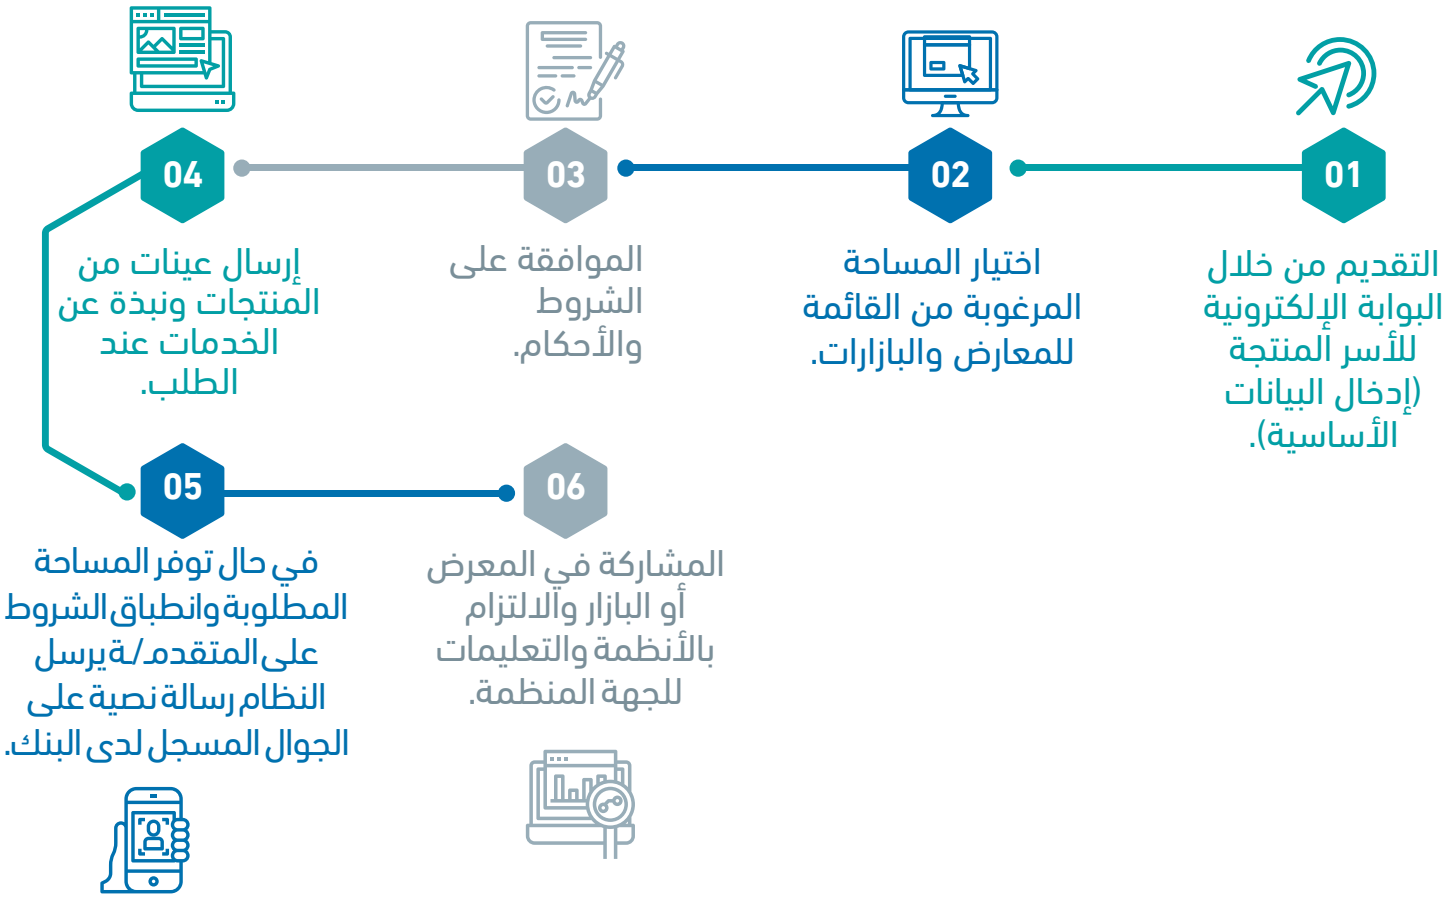 01
التقديم من خلال
البوابة الإلكترونية
للأسر المنتجة
(إدخال البيانات
الأساسية).
02
اختيار المساحة
المرغوبة من القائمة
للمعارض والبازارات.
03
الموافقة على
الشروط
والأحكام.
04
إرسال عينات من
المنتجات ونبذة عن
الخدمات عند
الطلب.
05
في حال توفر المساحة
المطلوبة وانطباق الشروط
على المتقدمـ/ـة يرسل
النظام رسالة نصية على
الجوال المسجل لدى البنك.
06
المشاركة في المعرض
أو البازار والالتزام
بالأنظمة والتعليمات
للجهة المنظمة.